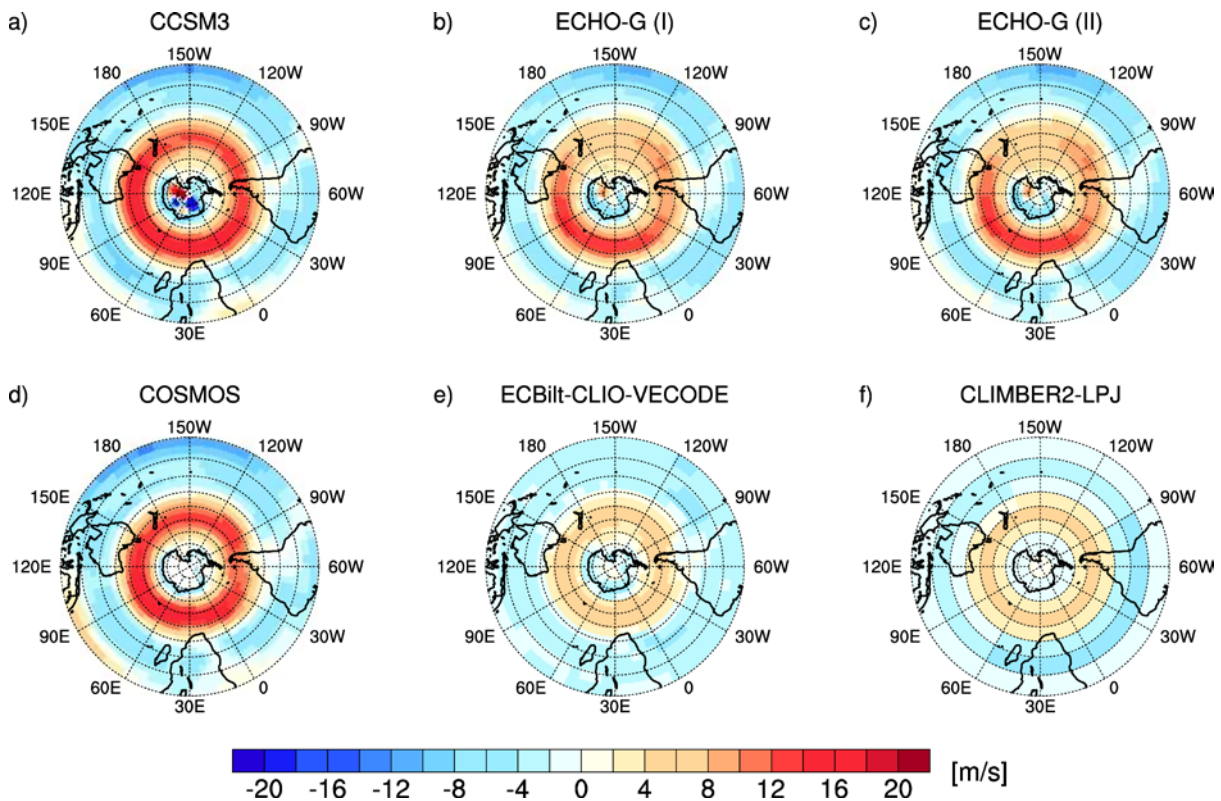 a) CCSM3
b) ECHO-G (I)
c) ECHO-G (II)
150W
180 120W
150E 90W
120E 60W
90E 30W
60E 0
30E
150W
180 120W
150E 90W
120E 60W
90E 30W
60E 0
30E
150W
180 120W
150E 90W
120E 60W
90E 30W
60E 0
30E
d) COSMOS
e) ECBilt-CLIO-VECODE
f) CLIMBER2-LPJ
150W
180 120W
150E 90W
120E 60W
90E 30W
60E 0
30E
150W
180 120W
150E 90W
120E 60W
90E 30W
60E 0
30E
150W
180 120W
150E 90W
120E 60W
90E 30W
60E 0
30E
-20 -16 -12 -8 -4 0 4 8 12 16 20 [m/s]